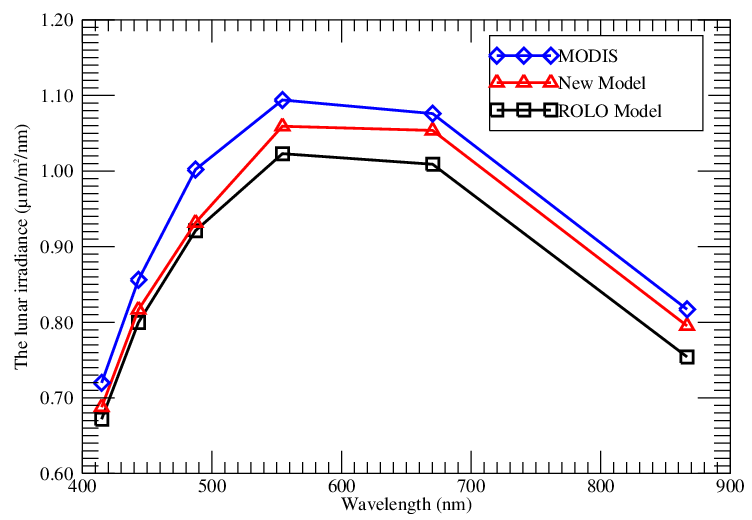 1.20
1.10
1.00
0.90
0.80
0.70
0.60
The lunar irradiance (μm/m²/nm)
MODIS
New Model
ROLO Model
400 500 600 700 800 900
Wavelength (nm)